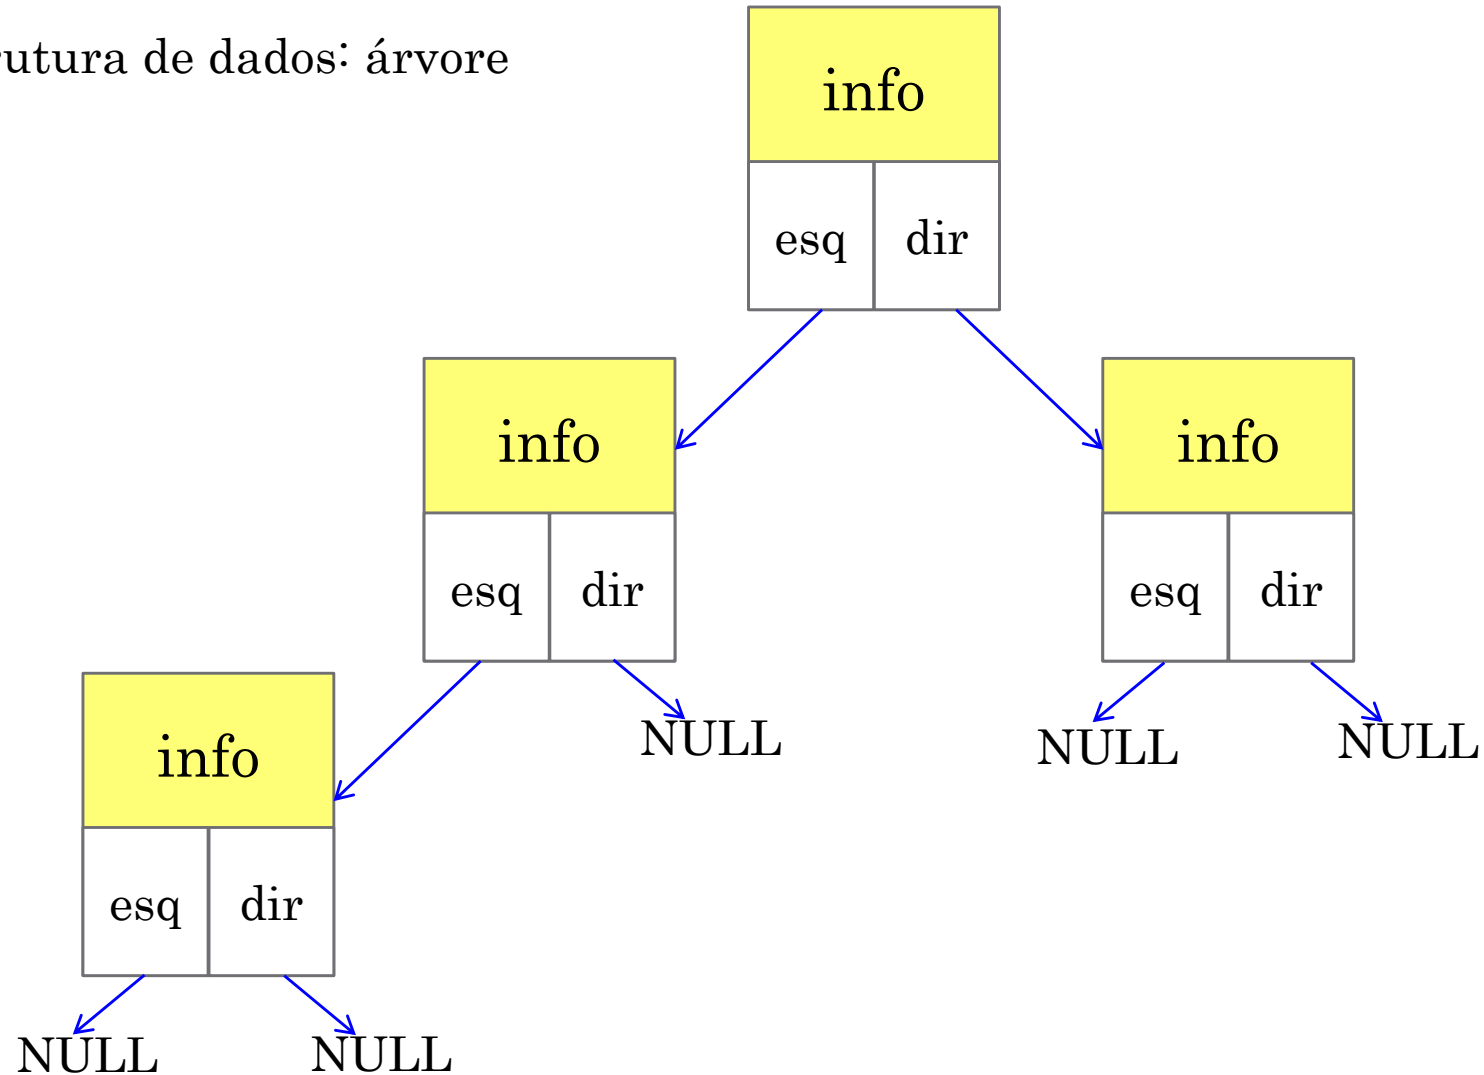 rutura de dados: árvore
info
esq dir
info
info
esq dir
esq dir
info
NULL
NULL
NULL
esq dir
NULL
NULL